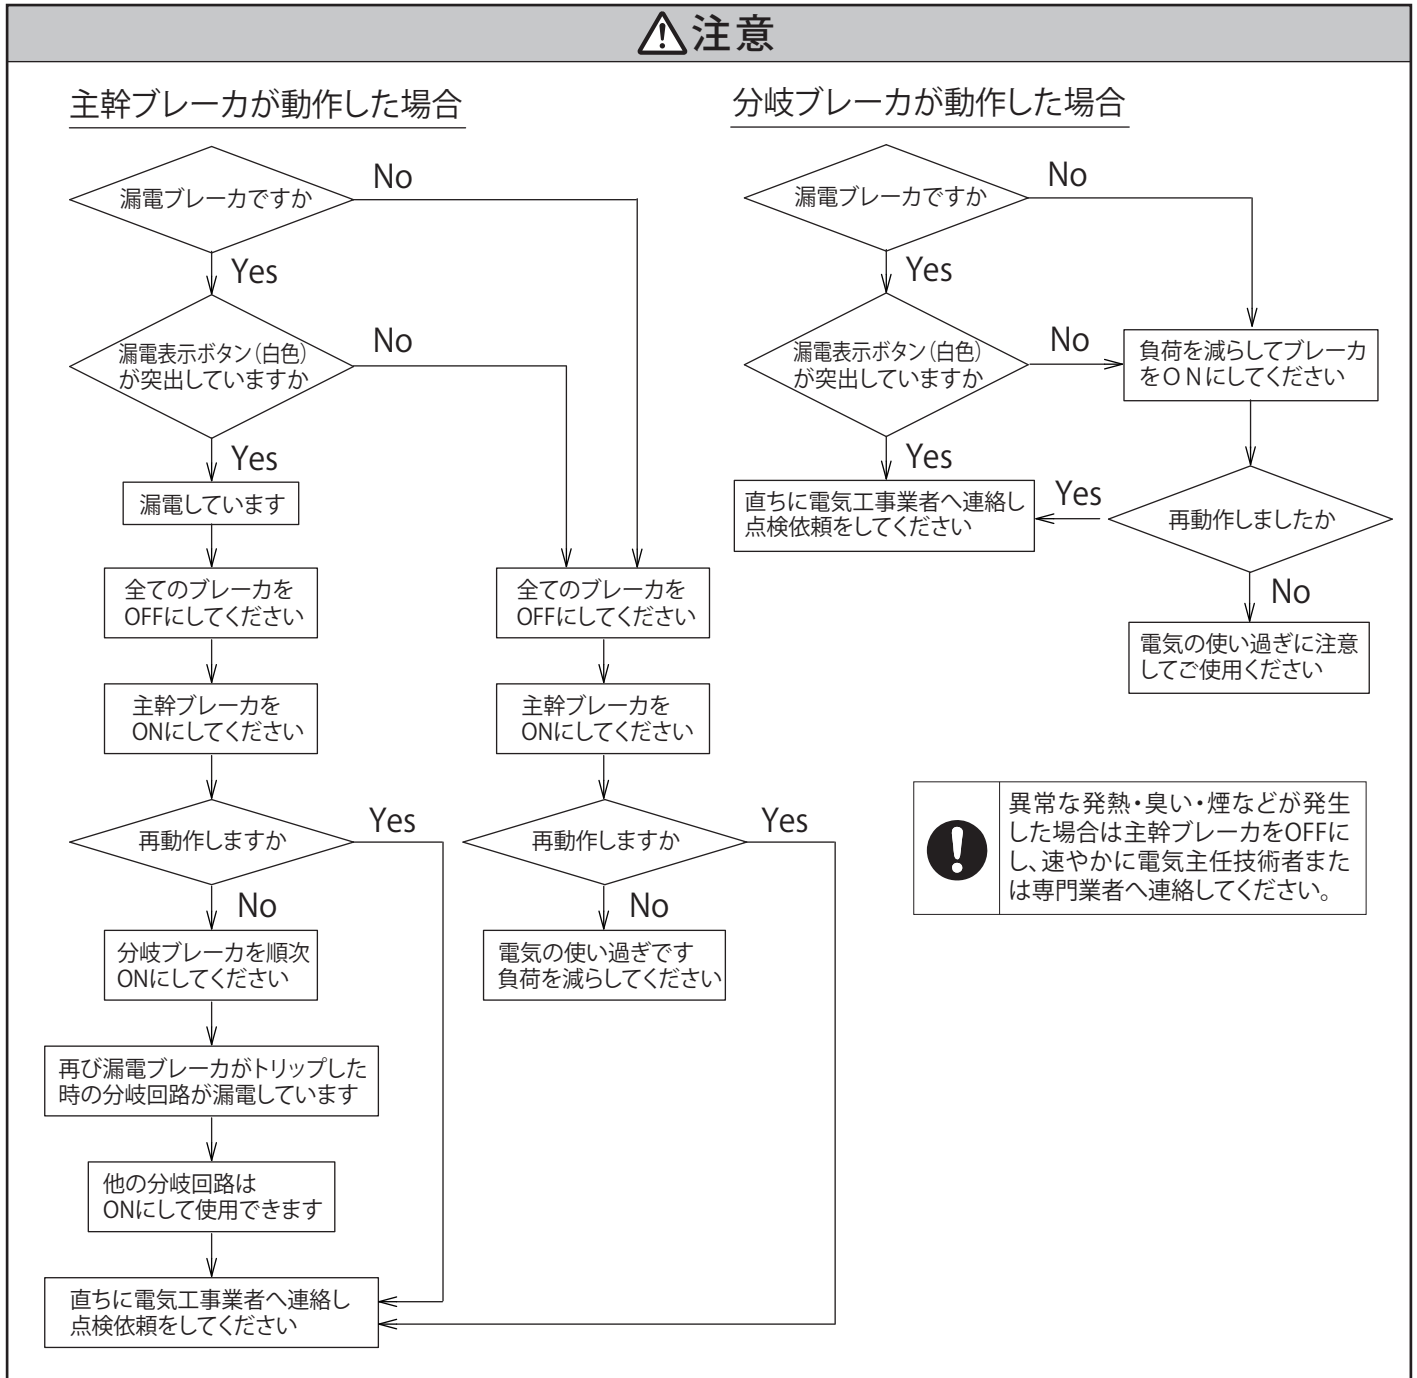 注意
主幹ブレーカが動作した場合
漏電ブレーカですか
No
Yes
漏電表示ボタン(白色)
が突出していますか
No
Yes
漏電しています
全てのブレーカを
OFFにしてください
主幹ブレーカを
ONにしてください
再動作しますか
Yes
No
分岐ブレーカを順次
ONにしてください
再び漏電ブレーカがトリップした
時の分岐回路が漏電しています
他の分岐回路は
ONにして使用できます
直ちに電気工事業者へ連絡し
点検依頼をしてください
全てのブレーカを
OFFにしてください
主幹ブレーカを
ONにしてください
再動作しますか
Yes
No
電気の使い過ぎです
負荷を減らしてください
分岐ブレーカが動作した場合
漏電ブレーカですか
No
Yes
漏電表示ボタン(白色)
が突出していますか
No
Yes
負荷を減らしてブレーカ
をONにしてください
直ちに電気工事業者へ連絡し
点検依頼をしてください
Yes
再動作しましたか
No
電気の使い過ぎに注意
してご使用ください
異常な発熱・臭い・煙などが発生
した場合は主幹ブレーカをOFFに
し、速やかに電気主任技術者また
は専門業者へ連絡してください。